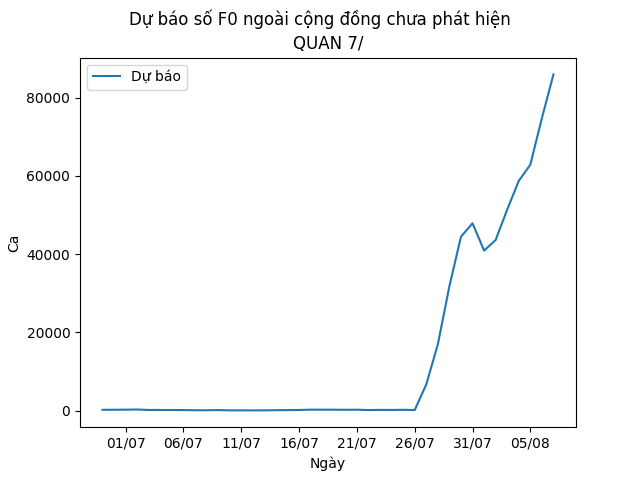 Dự báo số F0 ngoài cộng đồng chưa phát hiện
QUAN 7/
Dự báo
80000
60000
40000
20000
0
Ca
01/07 06/07 11/07 16/07 21/07 26/07 31/07 05/08
Ngày